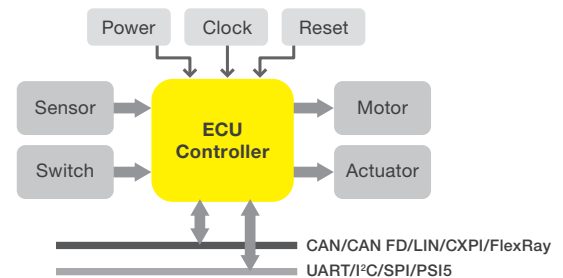 Power
Clock
Reset
Sensor
ECU
Controller
Motor
Switch
Actuator
CAN/CAN FD/LIN/CXPI/FlexRay
UART/I²C/SPI/PSI5